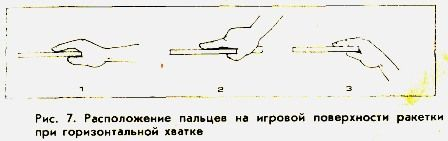 1 2 3
Рис. 7. Расположение пальцев на игровой поверхности ракетки
при горизонтальной хватке